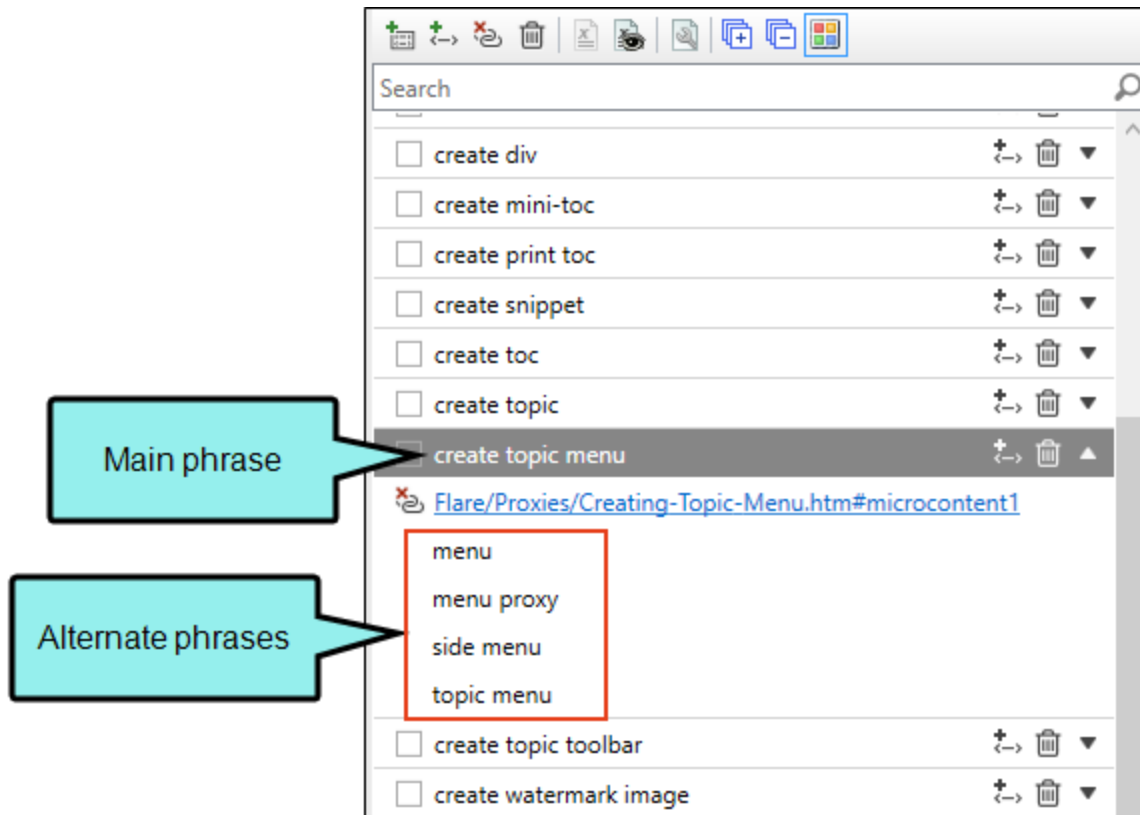 Search
create div
create mini-toc
create print toc
create snippet
create toc
create topic
Main phrase
create topic menu
Flare/Proxies/Creating-Topic-Menu.htm#microcontent1
Alternate phrases
menu
menu proxy
side menu
topic menu
create topic toolbar
create watermark image